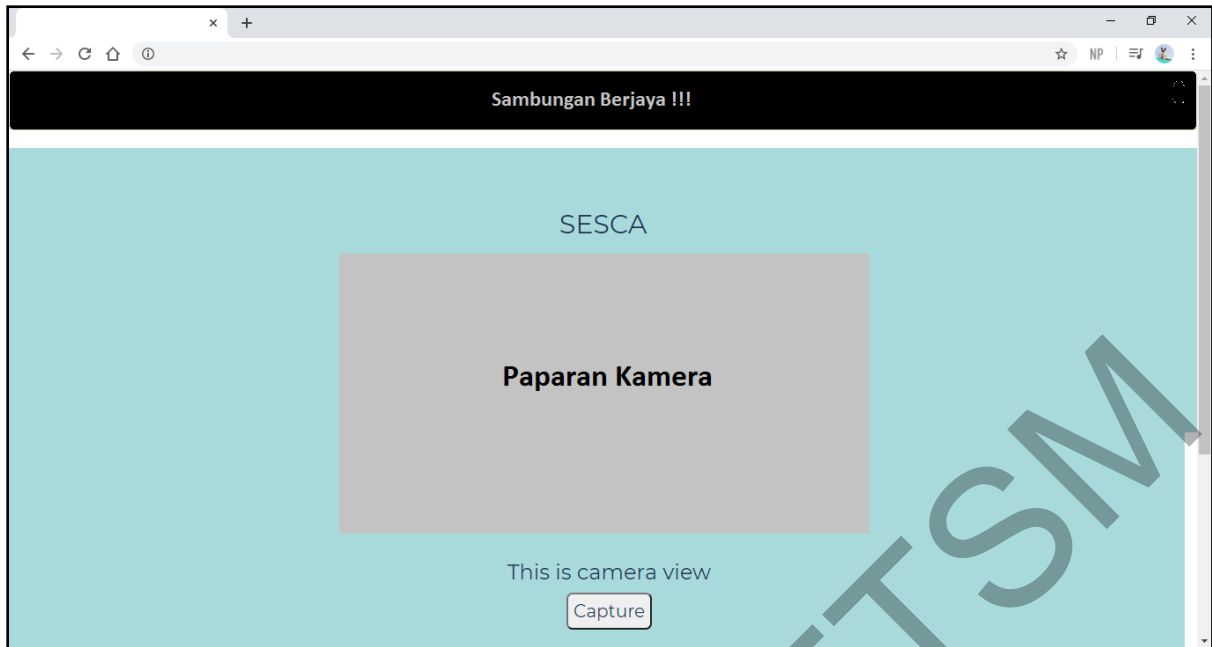 NP
Sambungan Berjaya !!!
SESCA
Paparan Kamera
This is camera view
Capture
TSM